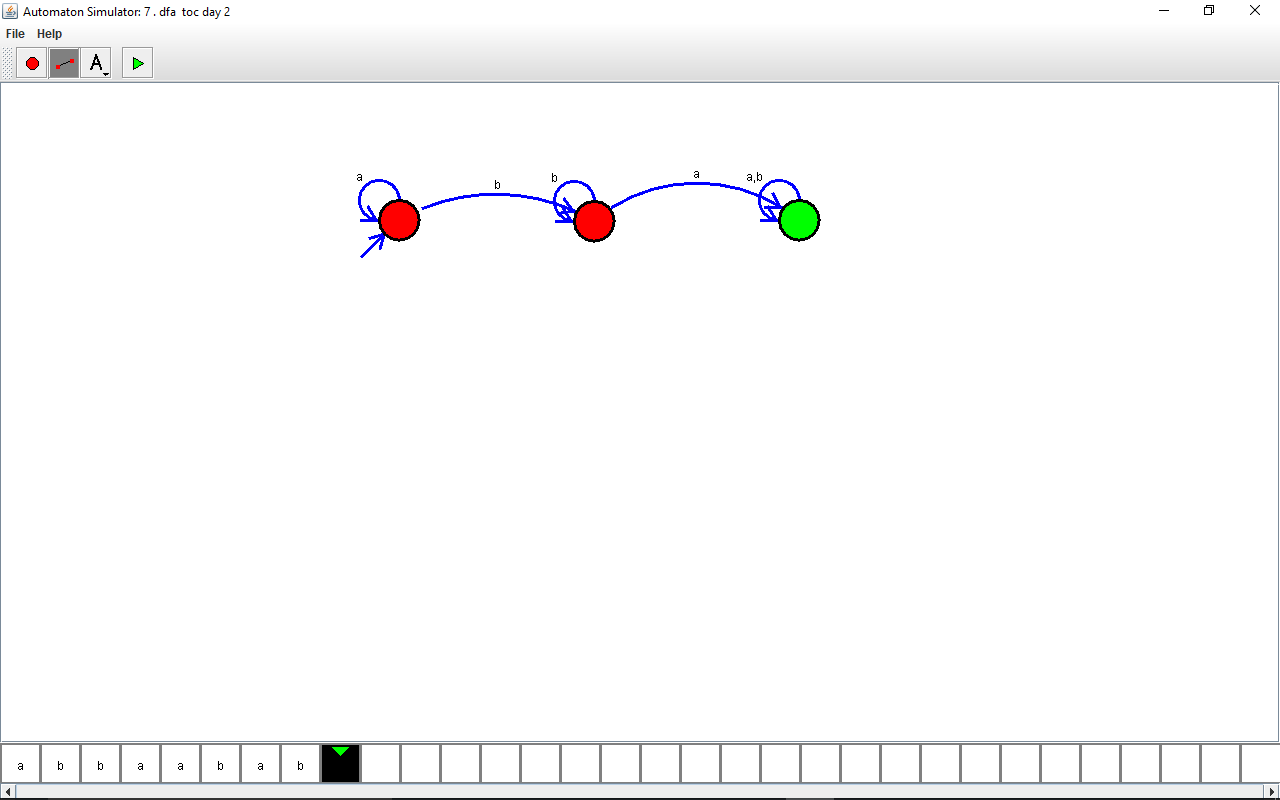 Automaton Simulator: 7 . dfa  toc day 2
File Help
A
b
a
a b b a,b
a b b a a b a b